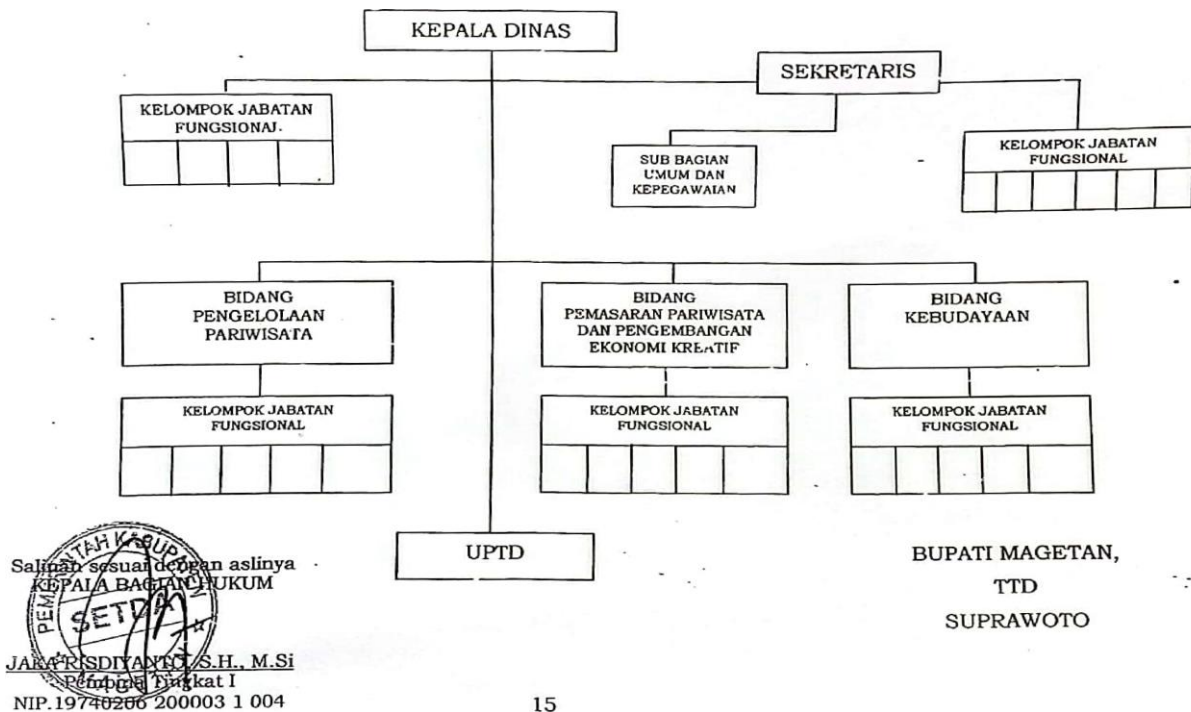 KEPALA DINAS
SEKRETARIS
KELOMPOK JABATAN
FUNGSIONAL
SUB BAGIAN
UMUM DAN
KEPEGAWAIAN
KELOMPOK JABATAN
FUNGSIONAL
BIDANG
PENGELOLAAN
PARIWISATA
BIDANG
PEMASARAN PARIWISATA
DAN PENGEMBANGAN
EKONOMI KREATIF
BIDANG
KEBUDAYAAN
KELOMPOK JABATAN
FUNGSIONAL
KELOMPOK JABATAN
FUNGSIONAL
KELOMPOK JABATAN
FUNGSIONAL
UPTD
Salinan sesuai dengan aslinya
KEPALA BAGIAN HUKUM
PEMERINTAH KABUPATEN
SETDA
JAKA RISDIYANTO, S.H., M.Si
Pembina Tingkat I
NIP.19740206 200003 1 004
BUPATI MAGETAN,
TTD
SUPRAWOTO
15